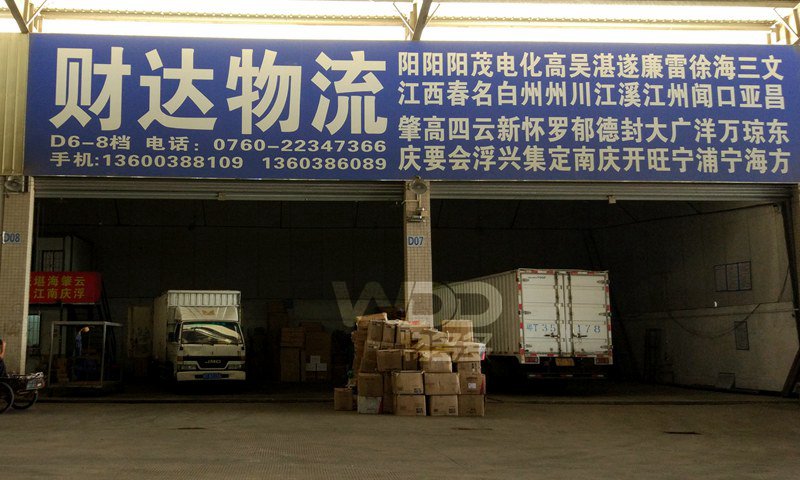 财达物流
D6-8档 电话：0760-22347366
手机:13600388109 1360386089
阳阳阳茂电化高吴湛遂廉雷徐海三文
江西春名白州州川江溪江州闻口亚昌
肇高四云新怀罗郁德封大广洋万琼东
庆要会浮兴集定南庆开旺宁浦宁海方
D08
D07
堪海肇云
江南庆浮